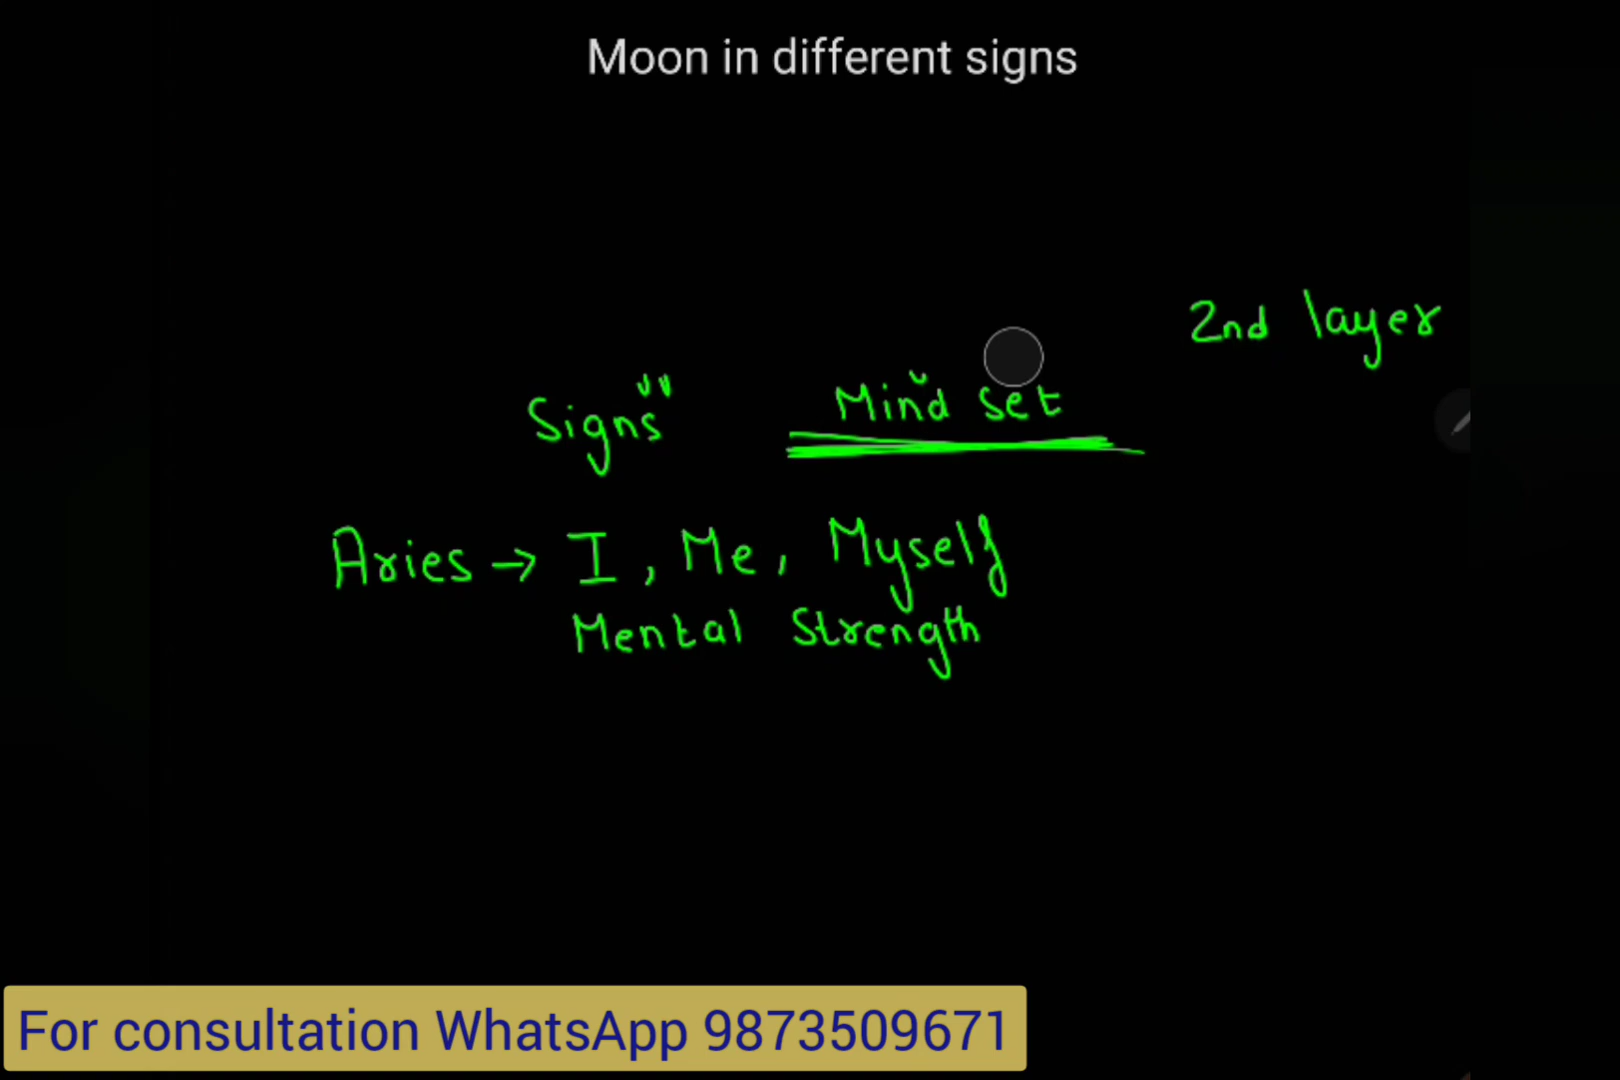 Moon in different signs
2nd layer
Signs Mind set
Aries → I, Me, Myself
Mental Strength
For consultation WhatsApp 9873509671